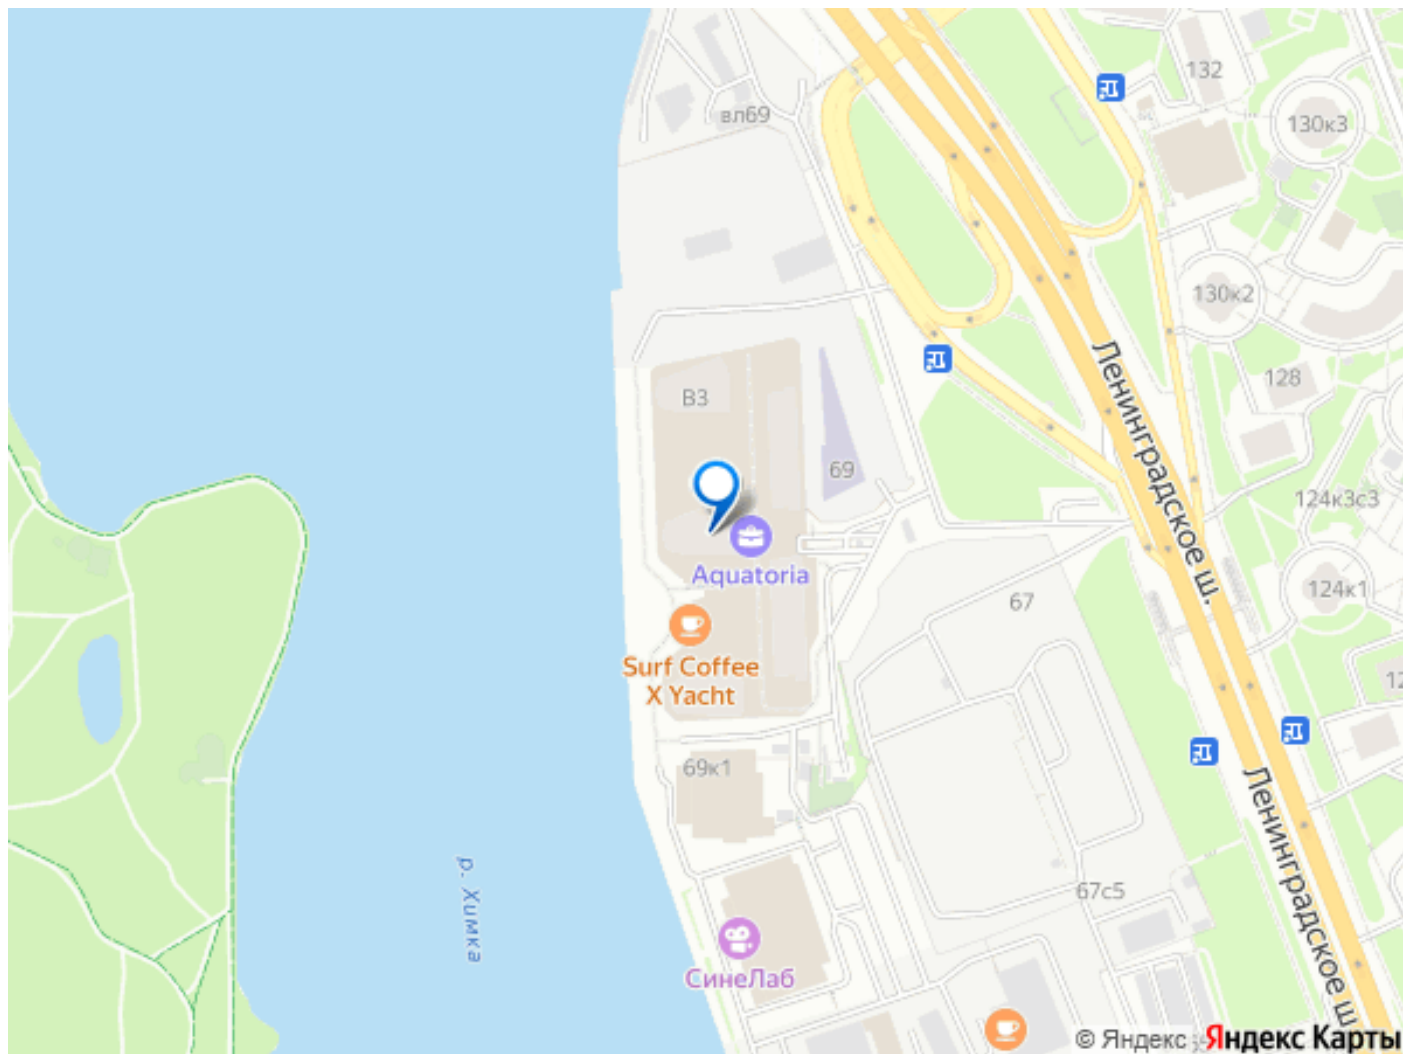 132
вл69
130к3
130к2
Ленинградское ш.
128
В3
69
124к3с3
Aquatoria
124к1
67
Surf Coffee
X Yacht
12
69к1
Ленинградское ш
р. Химка
67с5
СинеЛаб
© Яндекс
Яндекс Карты